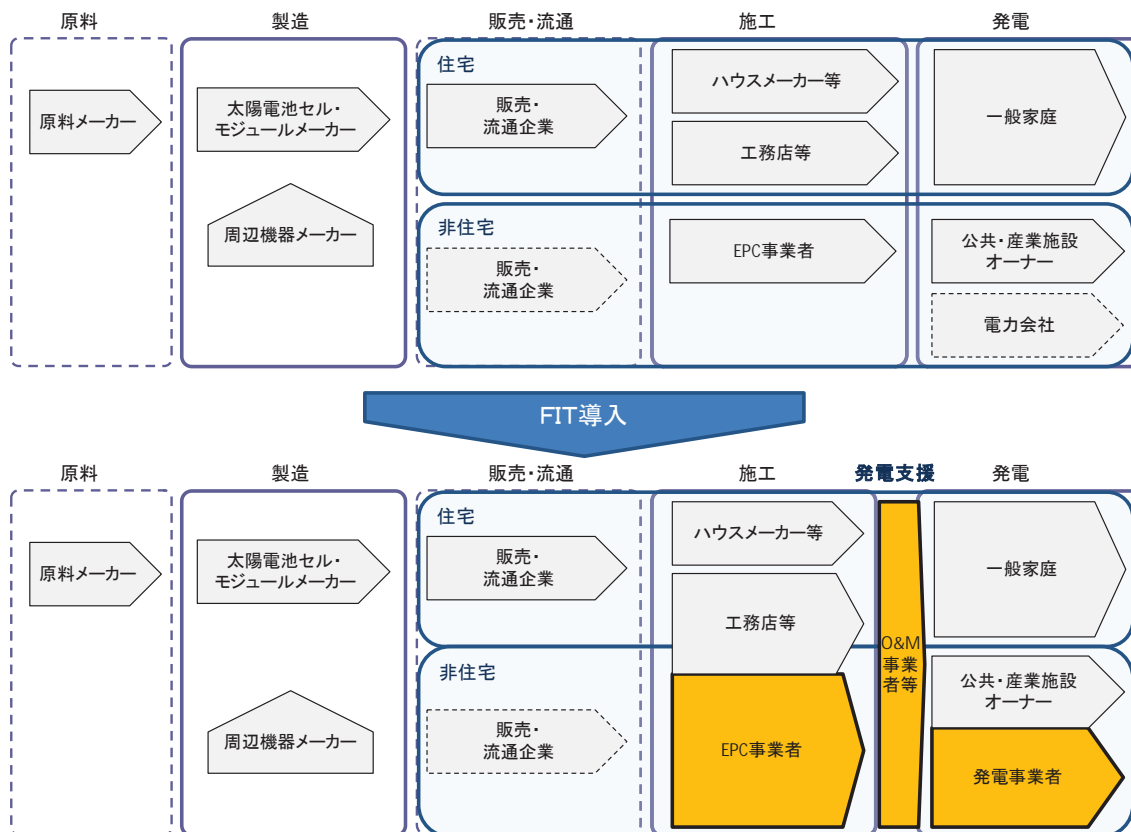 原料
製造
販売・流通
施工
発電
住宅
原料メーカー
太陽電池セル・
モジュールメーカー
販売・
流通企業
ハウスメーカー等
工務店等
一般家庭
周辺機器メーカー
非住宅
販売・
流通企業
EPC事業者
公共・産業施設
オーナー
電力会社
FIT導入
原料
製造
販売・流通
施工
発電支援
発電
住宅
原料メーカー
太陽電池セル・
モジュールメーカー
販売・
流通企業
ハウスメーカー等
工務店等
O&M
事業
者等
一般家庭
周辺機器メーカー
非住宅
販売・
流通企業
EPC事業者
公共・産業施設
オーナー
発電事業者